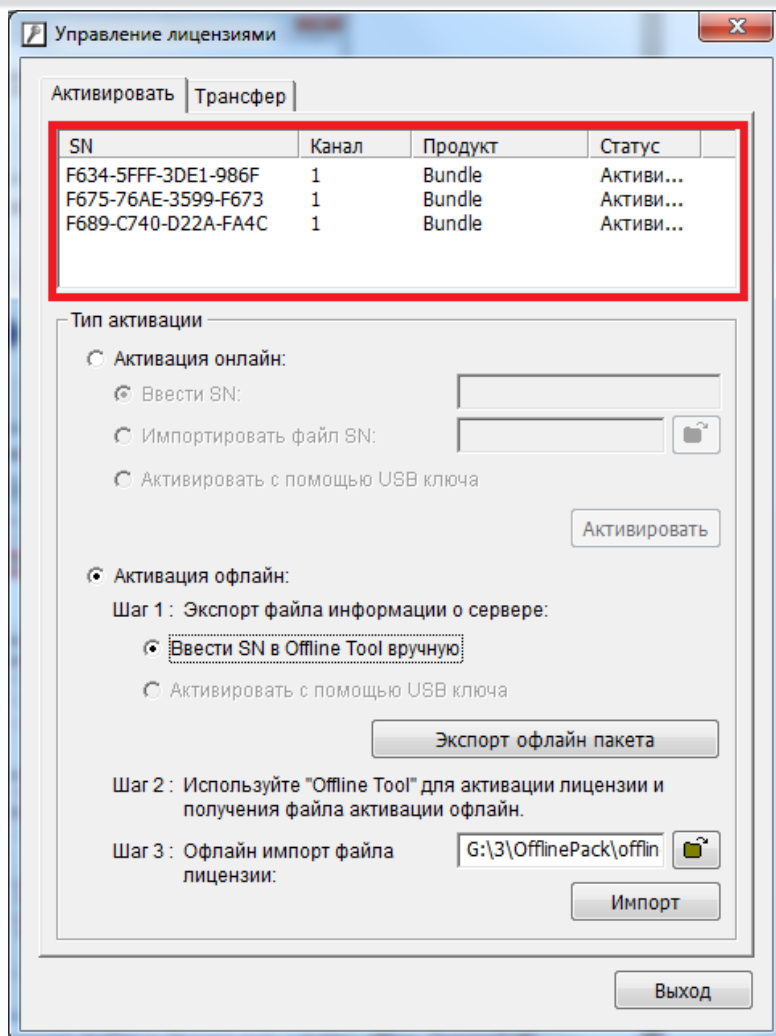 Управление лицензиями
Активировать Трансфер
SN Канал Продукт Статус
F634-5FFF-3DE1-986F 1 Bundle Активи...
F675-76AE-3599-F673 1 Bundle Активи...
F689-C740-D22A-FA4C 1 Bundle Активи...
Тип активации
Активация онлайн:
Ввести SN:
Импортировать файл SN:
Активировать с помощью USB ключа
Активировать
Активация офлайн:
Шаг 1 : Экспорт файла информации о сервере:
Ввести SN в Offline Tool вручную
Активировать с помощью USB ключа
Экспорт офлайн пакета
Шаг 2 : Используйте "Offline Tool" для активации лицензии и
получения файла активации офлайн.
Шаг 3 : Офлайн импорт файла
лицензии:
G:\3\OfflinePack\offlin
Импорт
Выход